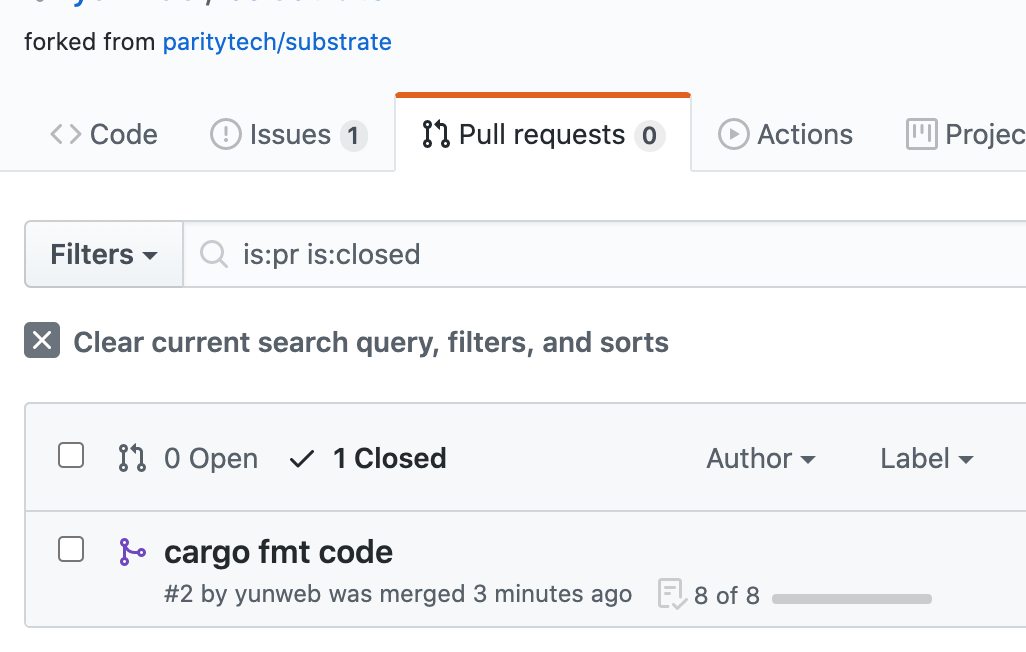 forked from paritytech/substrate
Code Issues 1 Pull requests 0 Actions Projec
Filters is:pr is:closed
Clear current search query, filters, and sorts
0 Open 1 Closed Author Label
cargo fmt code
#2 by yunweb was merged 3 minutes ago 8 of 8